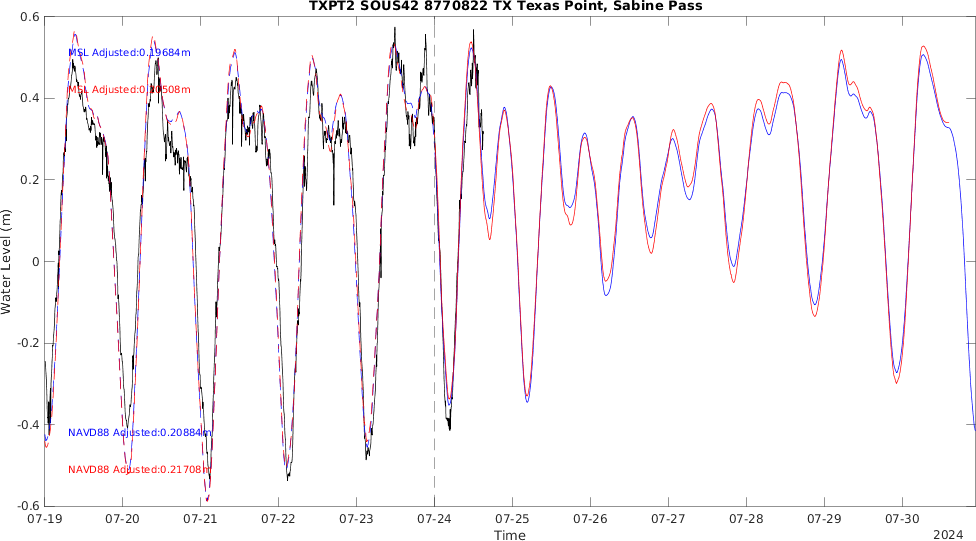 TXPT2 SOUS42 8770822 TX Texas Point, Sabine Pass
0.6
MSL Adjusted:0.19684m
0.4
MSL Adjusted:0.20508m
0.2
Water Level (m)
0
-0.2
-0.4
NAVD88 Adjusted:0.20884m
NAVD88 Adjusted:0.21708m
-0.6
07-19 07-20 07-21 07-22 07-23 07-24 07-25 07-26 07-27 07-28 07-29 07-30
Time
2024